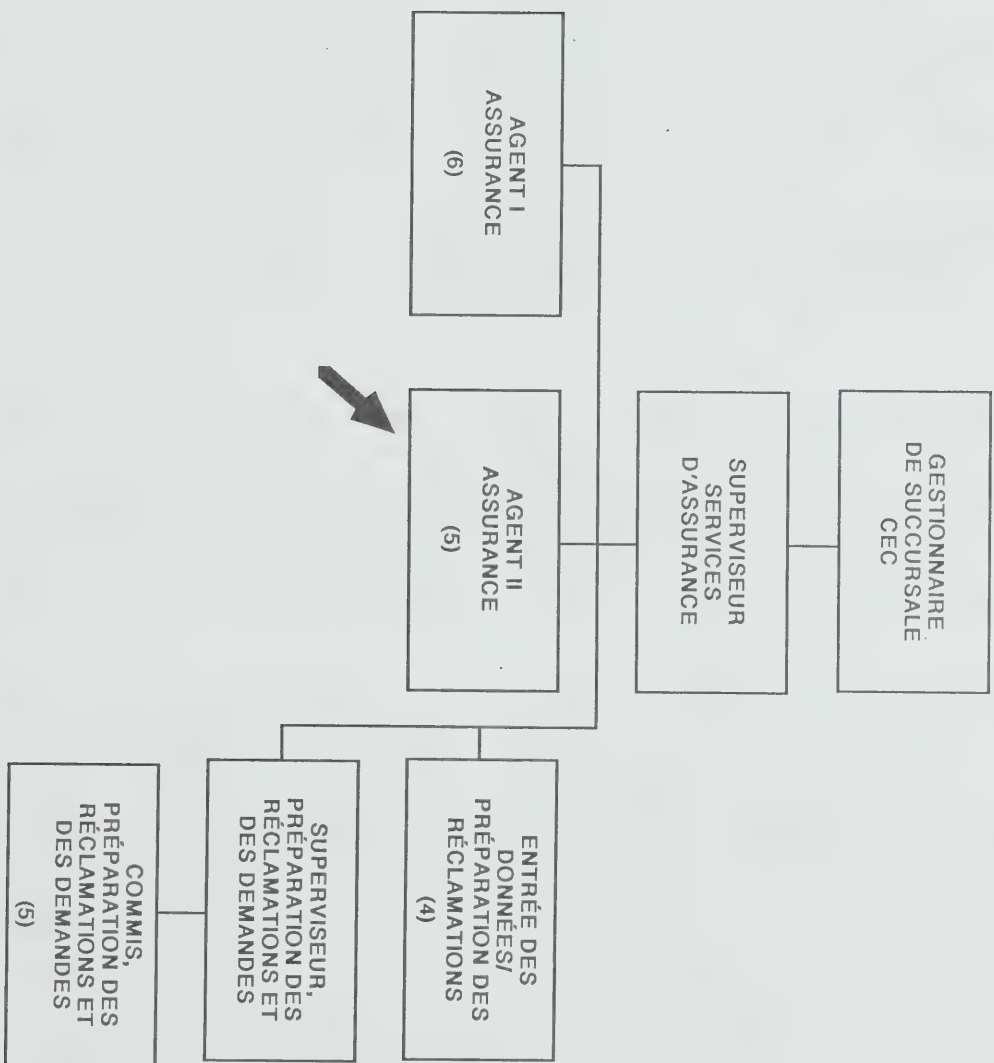 GESTIONNAIRE
DE SUCCURSALE
CEC
SUPERVISEUR
SERVICES
D'ASSURANCE
AGENT I
ASSURANCE
(6)
AGENT II
ASSURANCE
(5)
ENTRÉE DES
DONNÉES/
PRÉPARATION DES
RÉCLAMATIONS
(4)
SUPERVISEUR,
PRÉPARATION DES
RÉCLAMATIONS ET
DES DEMANDES
COMMIS,
PRÉPARATION DES
RÉCLAMATIONS ET
DES DEMANDES
(5)